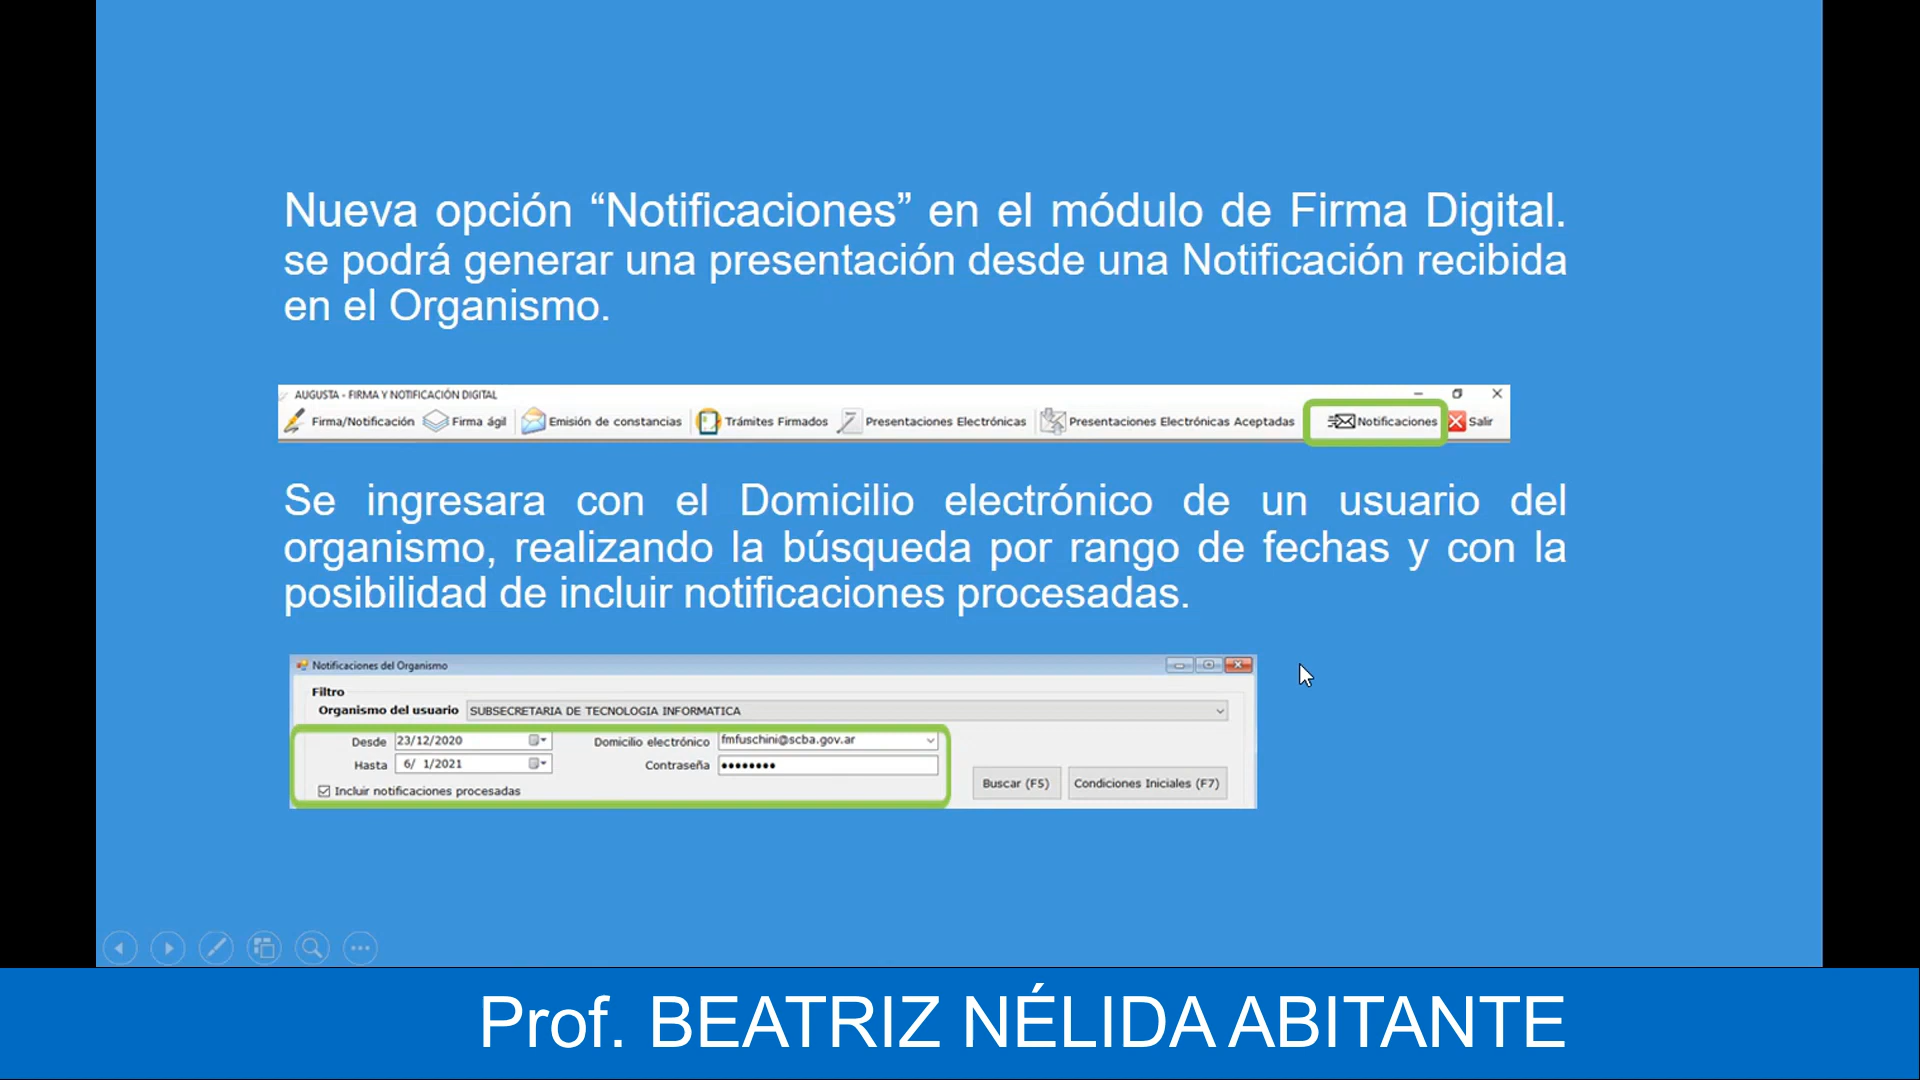 Nueva opción “Notificaciones” en el módulo de Firma Digital.
se podrá generar una presentación desde una Notificación recibida
en el Organismo.
AUGUSTA - FIRMA Y NOTIFICACIÓN DIGITAL
Firma/Notificación Firma ágil Emisión de constancias Trámites Firmados Presentaciones Electrónicas Presentaciones Electrónicas Aceptadas Notificaciones Salir
Se ingresara con el Domicilio electrónico de un usuario del
organismo, realizando la búsqueda por rango de fechas y con la
posibilidad de incluir notificaciones procesadas.
Notificaciones del Organismo
Filtro
Organismo del usuario SUBSECRETARIA DE TECNOLOGIA INFORMATICA
Desde 23/12/2020 Domicilio electrónico fmfuschini@scba.gov.ar
Hasta 6/ 1/2021 Contraseña ••••••••
Incluir notificaciones procesadas Buscar (F5) Condiciones Iniciales (F7)
Prof. BEATRIZ NÉLIDA ABITANTE